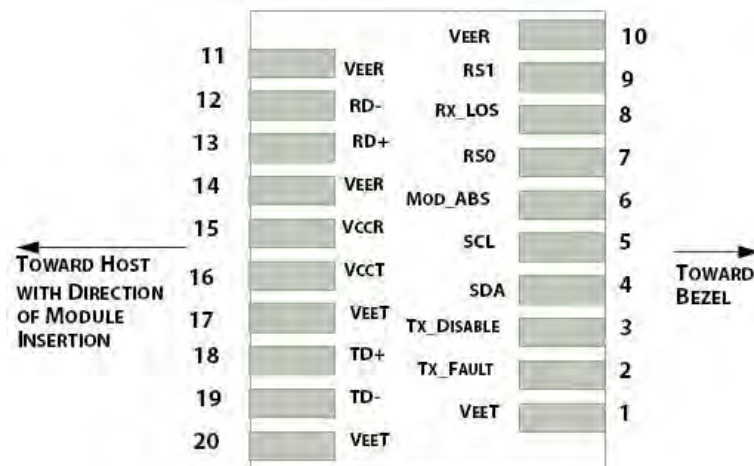 11 VEER
12 RD-
13 RD+
14 VEER
15 VCCR
16 VCCT
17 VEET
18 TD+
19 TD-
20 VEET
VEER 10
RS1 9
RX_LOS 8
RS0 7
MOD_ABS 6
SCL 5
SDA 4
TX_DISABLE 3
TX_FAULT 2
VEET 1
TOWARD HOST
WITH DIRECTION
OF MODULE
INSERTION
TOWARD
BEZEL